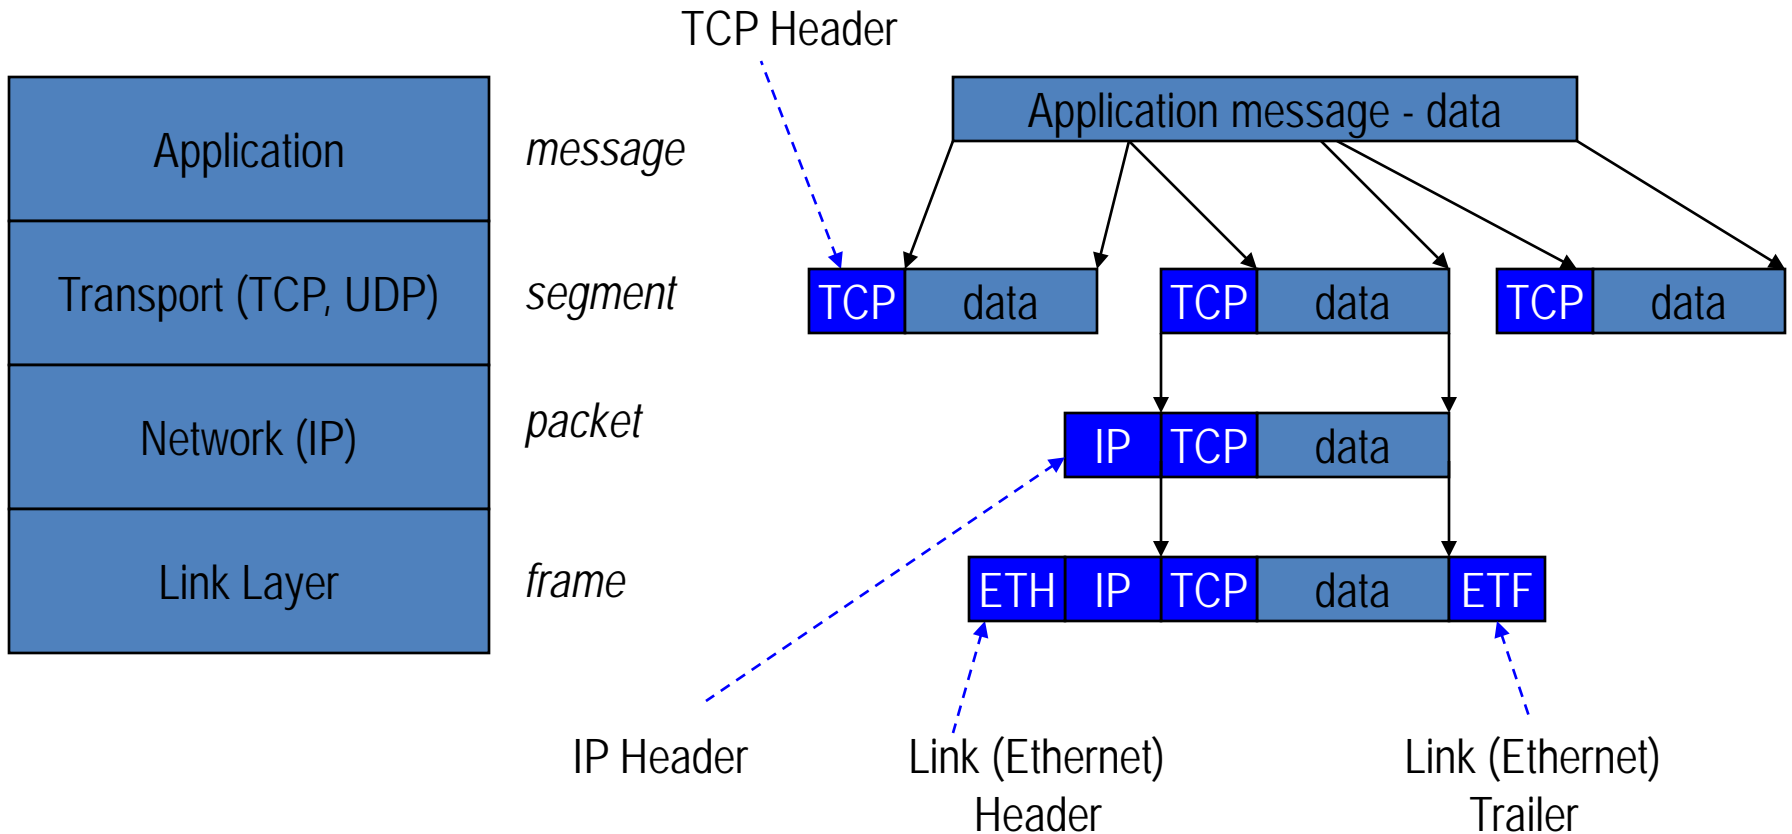 TCP Header
Application message - data
Application
message
Transport (TCP, UDP)
segment
TCP data TCP data TCP data
Network (IP)
packet
IP TCP data
Link Layer
frame
ETH IP TCP data ETF
IP Header
Link (Ethernet)
Header
Link (Ethernet)
Trailer